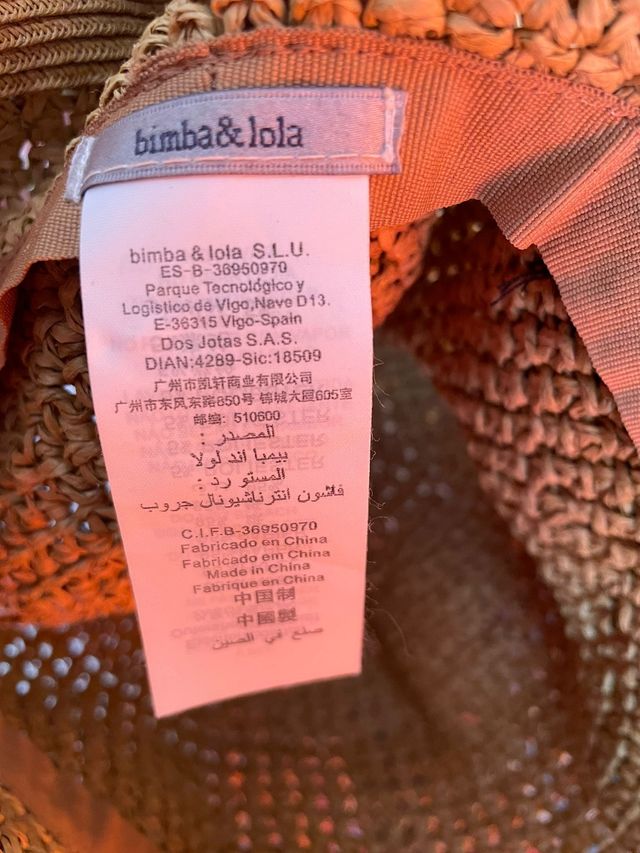 bimba & lola
bimba & lola S.L.U.
ES-B-36950970
Parque Tecnológico y
Logistico de Vigo,Nave D13.
E-36315 Vigo-Spain
Dos Jotas S.A.S.
DIAN:4289-Sic:18509
广州市凯轩商业有限公司
广州市东风东路850号 锦城大厦605室
邮编: 510600
المصدر :
بيمبا اند لولا
المستو رد :
فاشون انترناشيونال جروب
C.I.F.B-36950970
Fabricado en China
Fabricado em China
Made in China
Fabrique en China
中国制
中國製
صنع في الصين